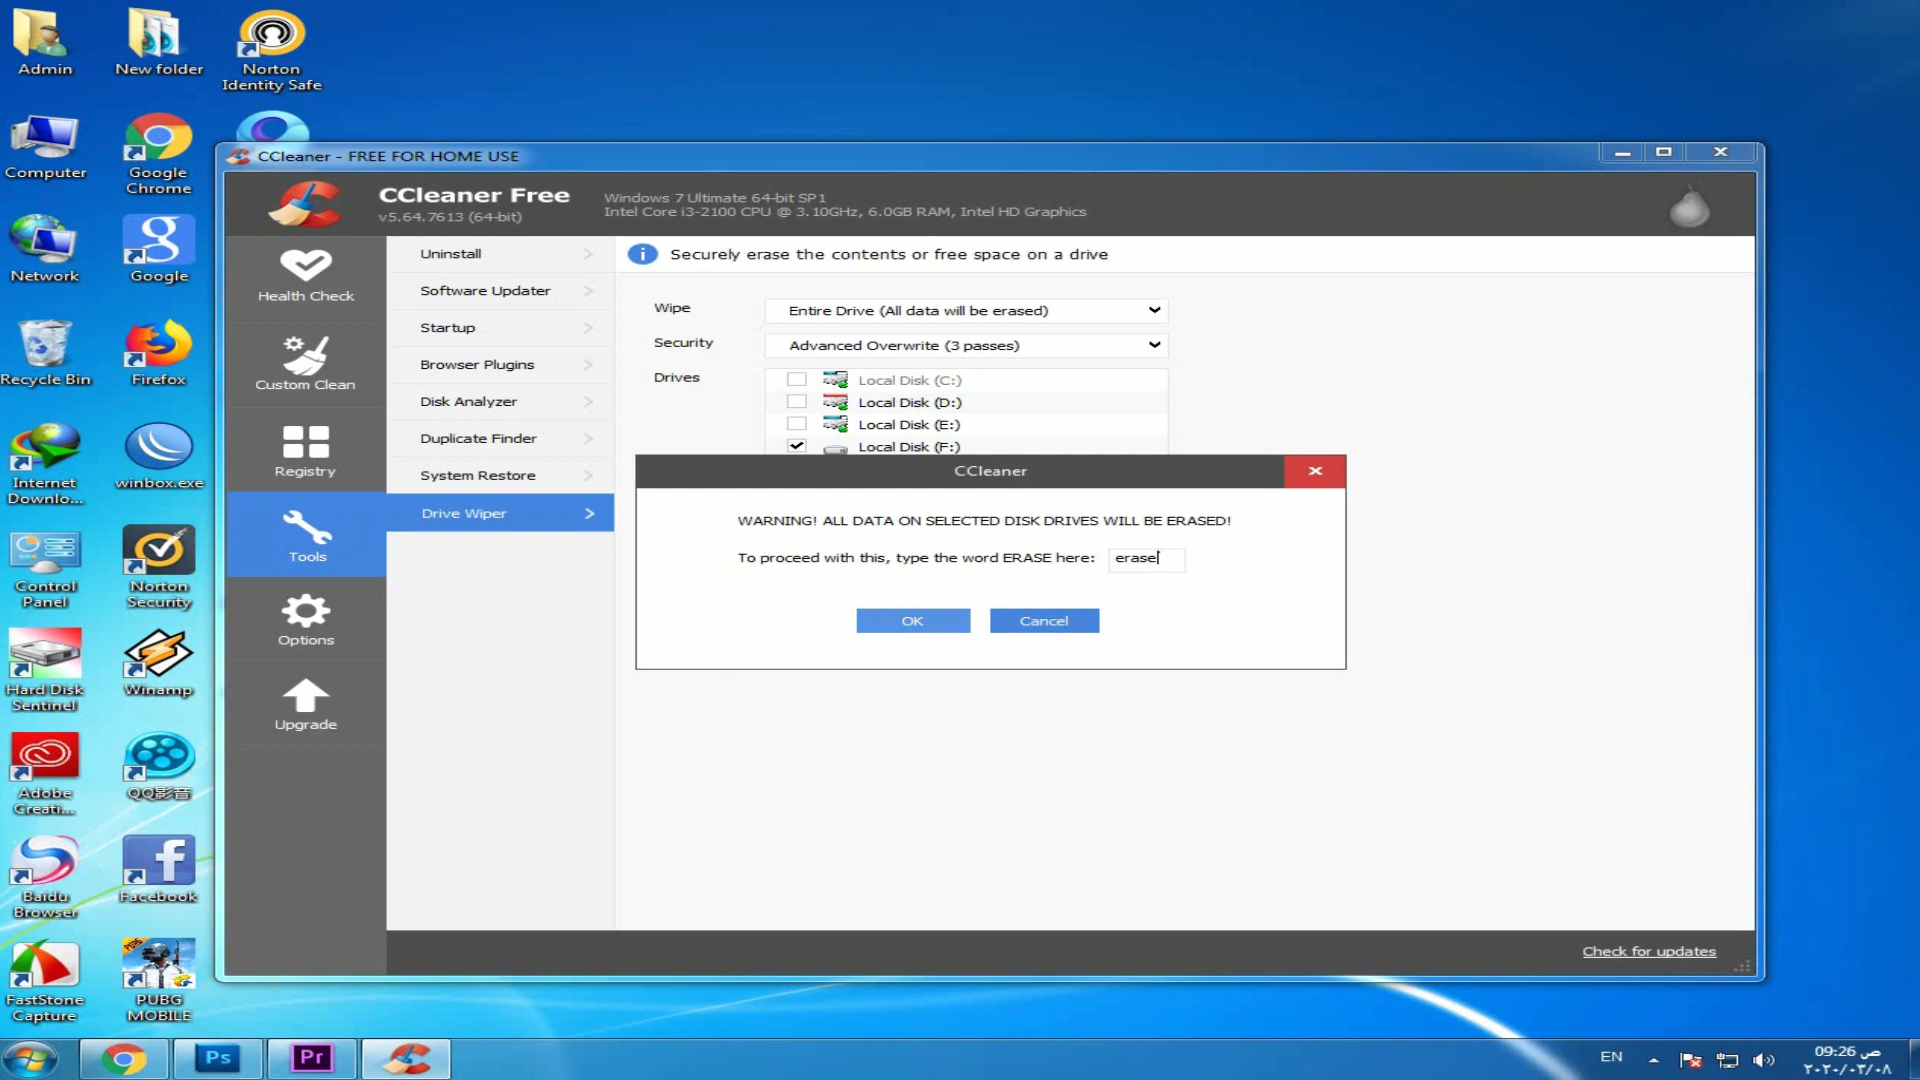 Admin
New folder
Norton
Identity Safe
Computer
Google
Chrome
Network
Google
Recycle Bin
Firefox
Internet
Downlo...
winbox.exe
Control
Panel
Norton
Security
Hard Disk
Sentinel
Winamp
Adobe
Creati...
QQ影音
Baidu
Browser
Facebook
FastStone
Capture
PUBG
MOBILE
CCleaner - FREE FOR HOME USE
CCleaner Free
v5.64.7613 (64-bit)
Windows 7 Ultimate 64-bit SP1
Intel Core i3-2100 CPU @ 3.10GHz, 6.0GB RAM, Intel HD Graphics
Health Check
Custom Clean
Registry
Tools
Options
Upgrade
Uninstall
Software Updater
Startup
Browser Plugins
Disk Analyzer
Duplicate Finder
System Restore
Drive Wiper
Securely erase the contents or free space on a drive
Wipe
Entire Drive (All data will be erased)
Security
Advanced Overwrite (3 passes)
Drives
Local Disk (C:)
Local Disk (D:)
Local Disk (E:)
Local Disk (F:)
CCleaner
WARNING! ALL DATA ON SELECTED DISK DRIVES WILL BE ERASED!
To proceed with this, type the word ERASE here: erase
OK
Cancel
Check for updates
Ps
Pr
EN
09:26 ص
٢٠٢٠/٠٣/٠٨